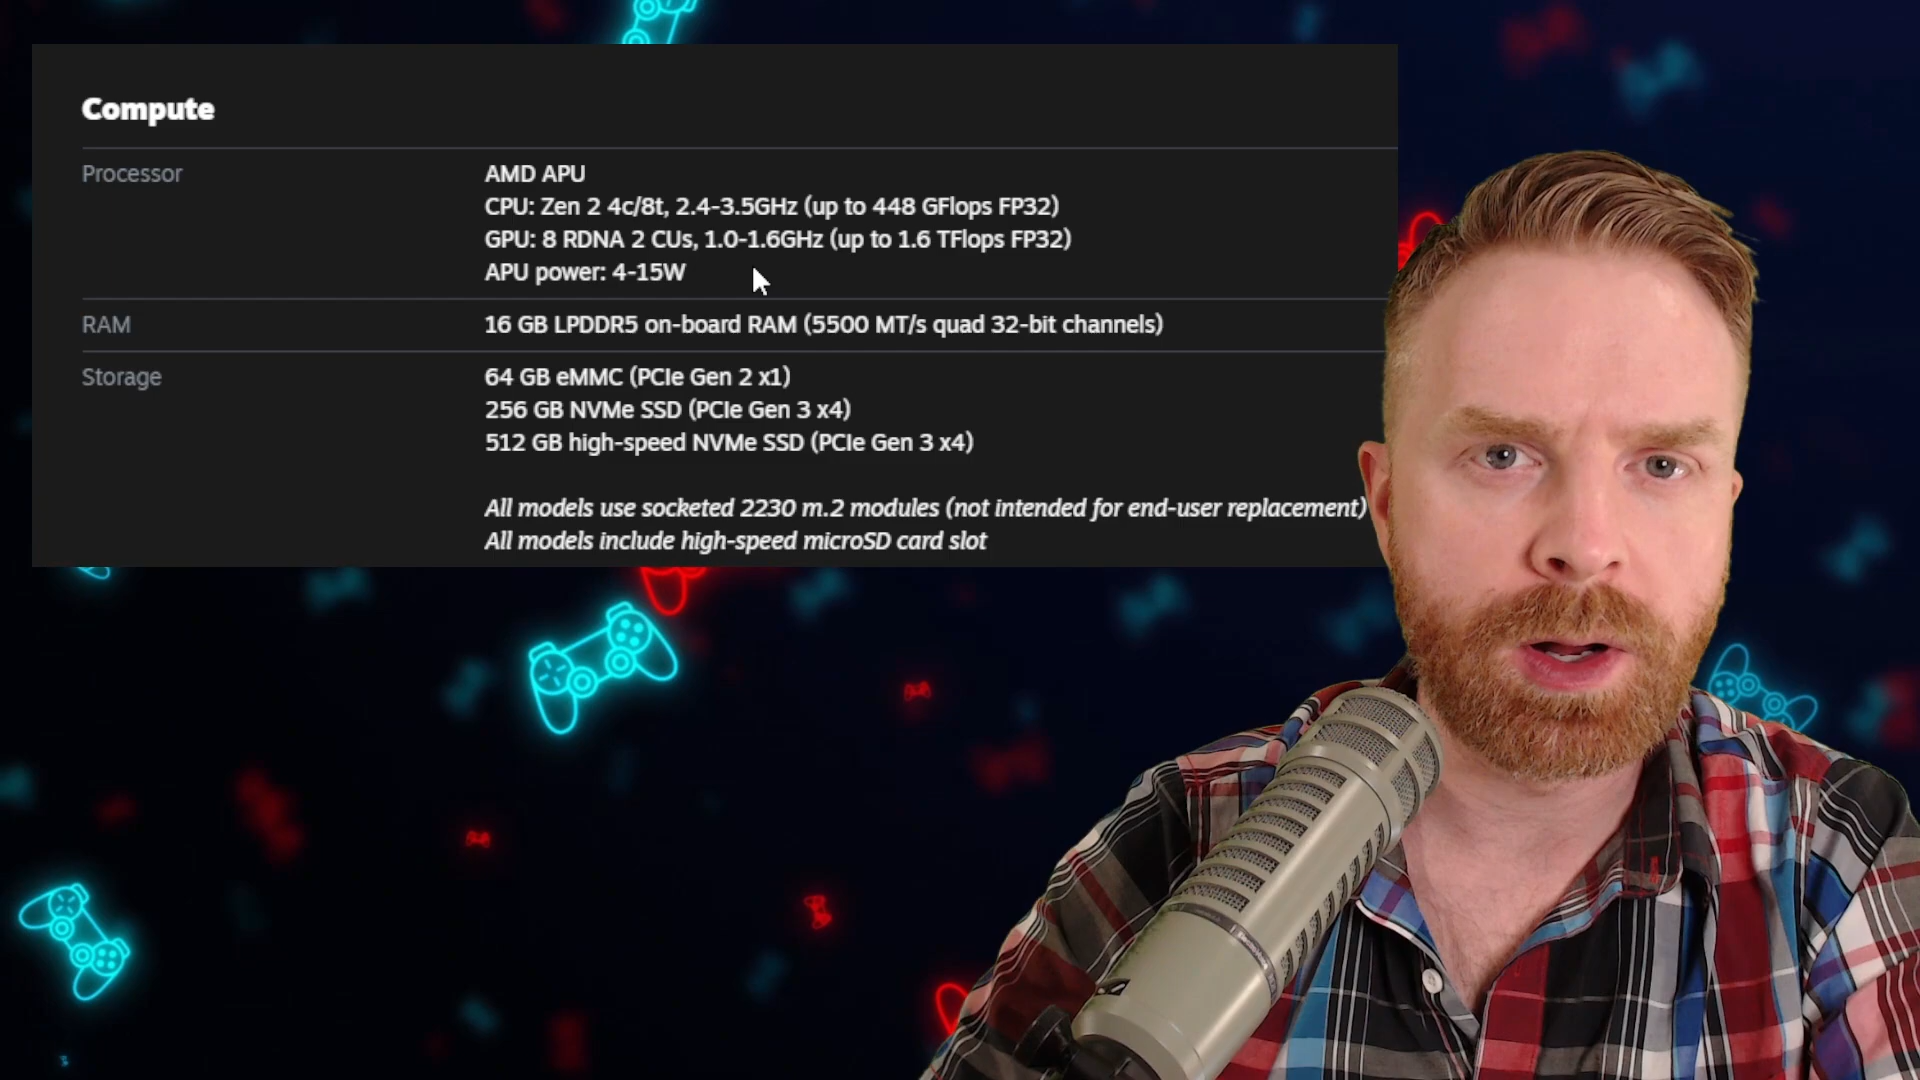 Compute
Processor
AMD APU
CPU: Zen 2 4c/8t, 2.4-3.5GHz (up to 448 GFlops FP32)
GPU: 8 RDNA 2 CUs, 1.0-1.6GHz (up to 1.6 TFlops FP32)
APU power: 4-15W
RAM
16 GB LPDDR5 on-board RAM (5500 MT/s quad 32-bit channels)
Storage
64 GB eMMC (PCIe Gen 2 x1)
256 GB NVMe SSD (PCIe Gen 3 x4)
512 GB high-speed NVMe SSD (PCIe Gen 3 x4)
All models use socketed 2230 m.2 modules (not intended for end-user replacement)
All models include high-speed microSD card slot